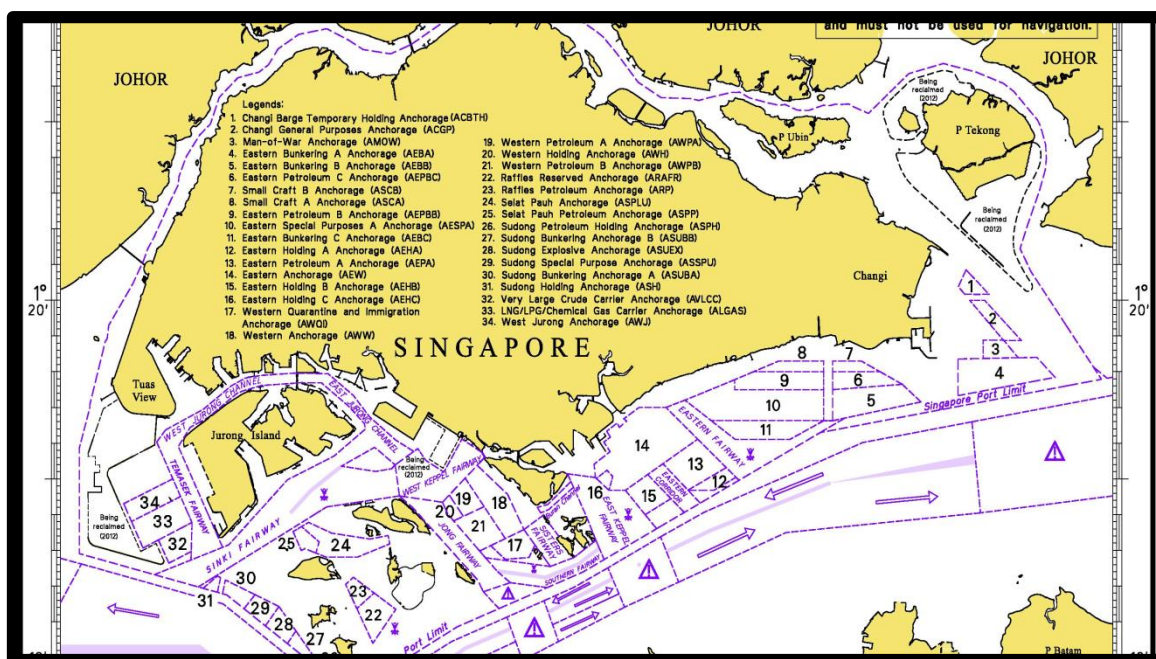 and must not be used for navigation.
JOHOR
JOHOR
JOHOR
Being
reclaimed
(2012)
P Ubin
P Tekong
Being
reclaimed
(2012)
Legends:
1. Changi Barge Temporary Holding Anchorage(ACBTH)
2. Changi General Purposes Anchorage (ACGP)
3. Man-of-War Anchorage (AMOW)
4. Eastern Bunkering A Anchorage (AEBA)
5. Eastern Bunkering B Anchorage (AEBB)
6. Eastern Petroleum C Anchorage (AEPBC)
7. Small Craft B Anchorage (ASCB)
8. Small Craft A Anchorage (ASCA)
9. Eastern Petroleum B Anchorage (AEPBB)
10. Eastern Special Purposes A Anchorage (AESPA)
11. Eastern Bunkering C Anchorage (AEBC)
12. Eastern Holding A Anchorage (AEHA)
13. Eastern Petroleum A Anchorage (AEPA)
14. Eastern Anchorage (AEW)
15. Eastern Holding B Anchorage (AEHB)
16. Eastern Holding C Anchorage (AEHC)
17. Western Quarantine and Immigration
Anchorage (AWQI)
18. Western Anchorage (AWW)
19. Western Petroleum A Anchorage (AWPA)
20. Western Holding Anchorage (AWH)
21. Western Petroleum B Anchorage (AWPB)
22. Raffles Reserved Anchorage (ARAFR)
23. Raffles Petroleum Anchorage (ARP)
24. Selat Pauh Anchorage (ASPLU)
25. Selat Pauh Petroleum Anchorage (ASPP)
26. Sudong Petroleum Holding Anchorage (ASPH)
27. Sudong Bunkering Anchorage B (ASUBB)
28. Sudong Explosive Anchorage (ASUEX)
29. Sudong Special Purpose Anchorage (ASSPU)
30. Sudong Bunkering Anchorage A (ASUBA)
31. Sudong Holding Anchorage (ASH)
32. Very Large Crude Carrier Anchorage (AVLCC)
33. LNG/LPG/Chemical Gas Carrier Anchorage (ALGAS)
34. West Jurong Anchorage (AWJ)
1°
20'
1°
20'
Changi
SINGAPORE
1
2
3
4
8
7
9
6
10
5
11
Singapore Port Limit
EASTERN FAIRWAY
14
13
12
EASTERN
CORRIDOR
15
16
EAST KEPPEL
FAIRWAY
Tuas
View
WEST JURONG CHANNEL
EAST JURONG CHANNEL
Jurong Island
TEMASEK FAIRWAY
Being
reclaimed
(2012)
WEST KEPPEL FAIRWAY
34
33
32
Being
reclaimed
(2012)
SINKI FAIRWAY
19
18
20
21
17
JONG FAIRWAY
SISTERS
FAIRWAY
SOUTHERN FAIRWAY
25
24
30
31
29
28
27
23
22
Port Limit
P Batam